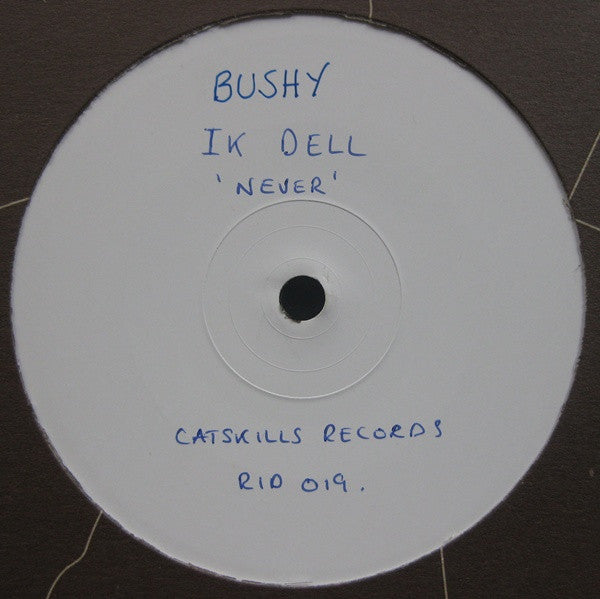 BUSHY
IK DELL
'NEVER'
CATSKILLS RECORDS
RID 019.